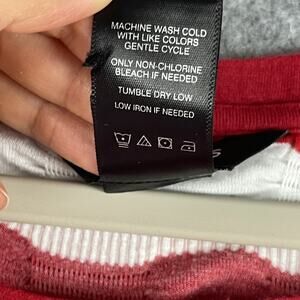 MACHINE WASH COLD
WITH LIKE COLORS
GENTLE CYCLE
ONLY NON-CHLORINE
BLEACH IF NEEDED
TUMBLE DRY LOW
LOW IRON IF NEEDED
S